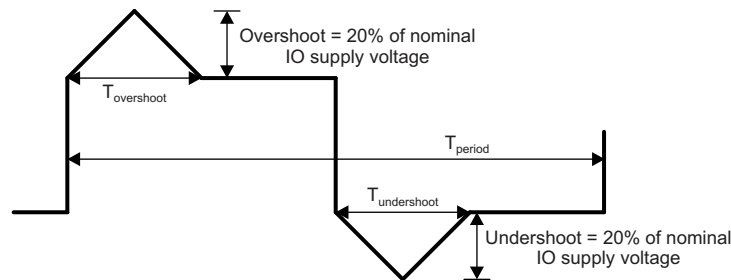 Overshoot = 20% of nominal
IO supply voltage
Tovershoot
Tperiod
Tundershoot
Undershoot = 20% of nominal
IO supply voltage